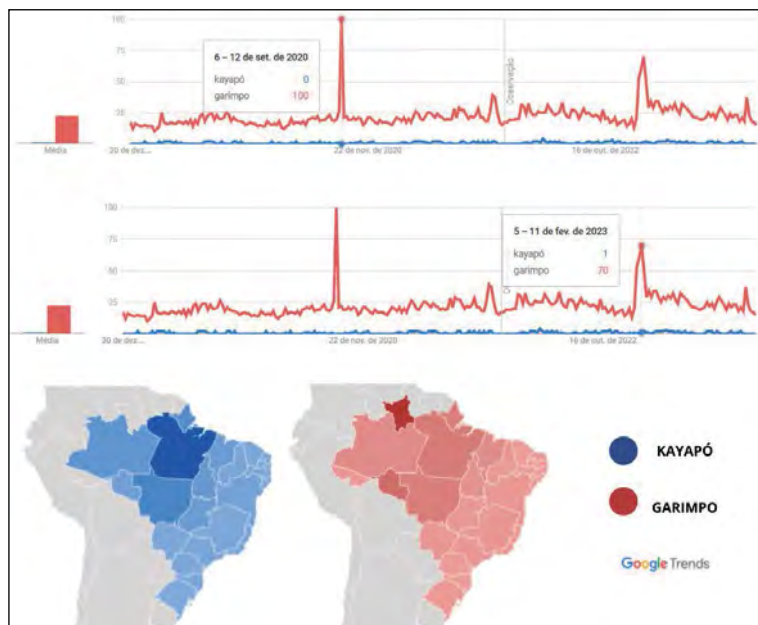 100
6 – 12 de set. de 2020
75
kayapó 0
garimpo 100
50
Observação
25
Média
22 de nov. de 2020
16 de out. de 2022
100
5 – 11 de fev. de 2023
75
kayapó 1
garimpo 70
50
25
Média
30 de dez...
22 de nov. de 2020
16 de out. de 2022
KAYAPÓ
GARIMPO
Google Trends